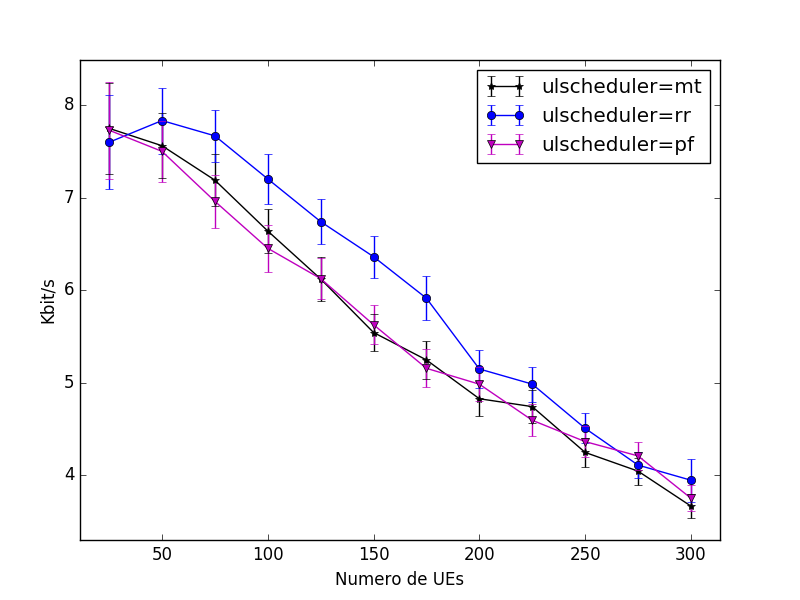 ulscheduler=mt
ulscheduler=rr
ulscheduler=pf
8
7
6
5
4
Kbit/s
50 100 150 200 250 300
Numero de UEs